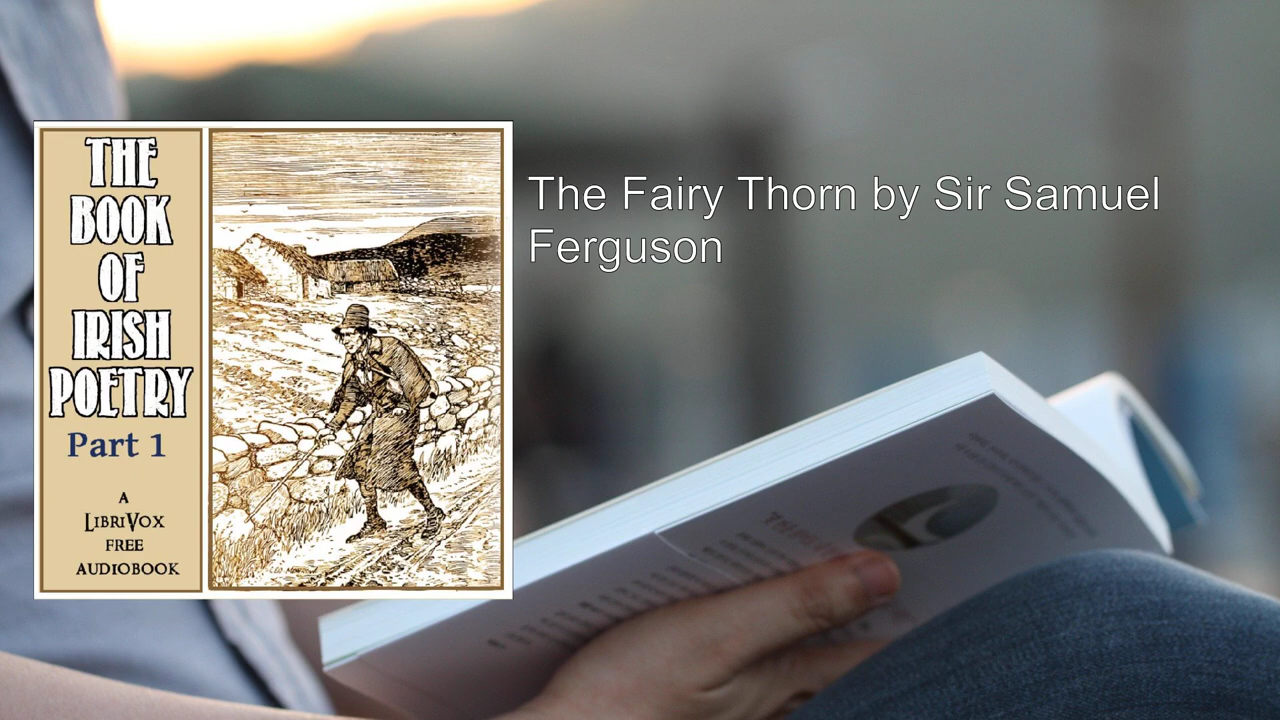 THE
BOOK
OF
IRISH
POETRY
Part 1
A
LIBRIVOX
FREE
AUDIOBOOK
The Fairy Thorn by Sir Samuel
Ferguson